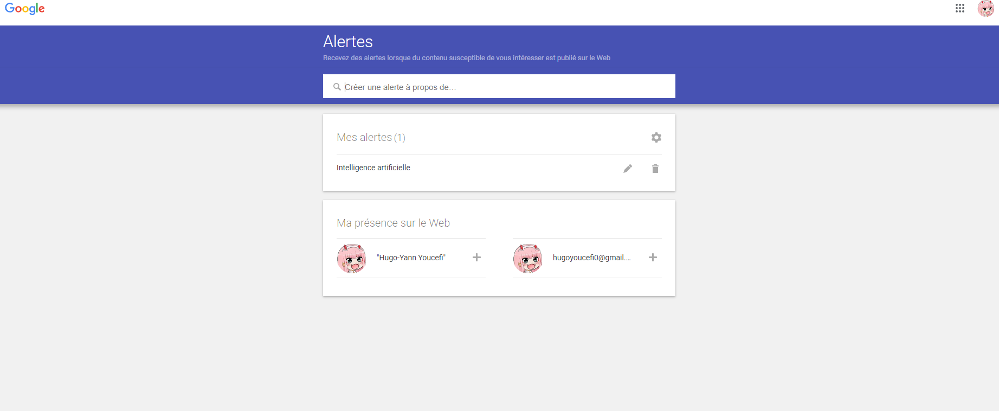 Google
Alertes
Recevez des alertes lorsque du contenu susceptible de vous intéresser est publié sur le Web
Créer une alerte à propos de...
Mes alertes (1)
Intelligence artificielle
Ma présence sur le Web
"Hugo-Yann Youcefi"
hugoyoucefi0@gmail....